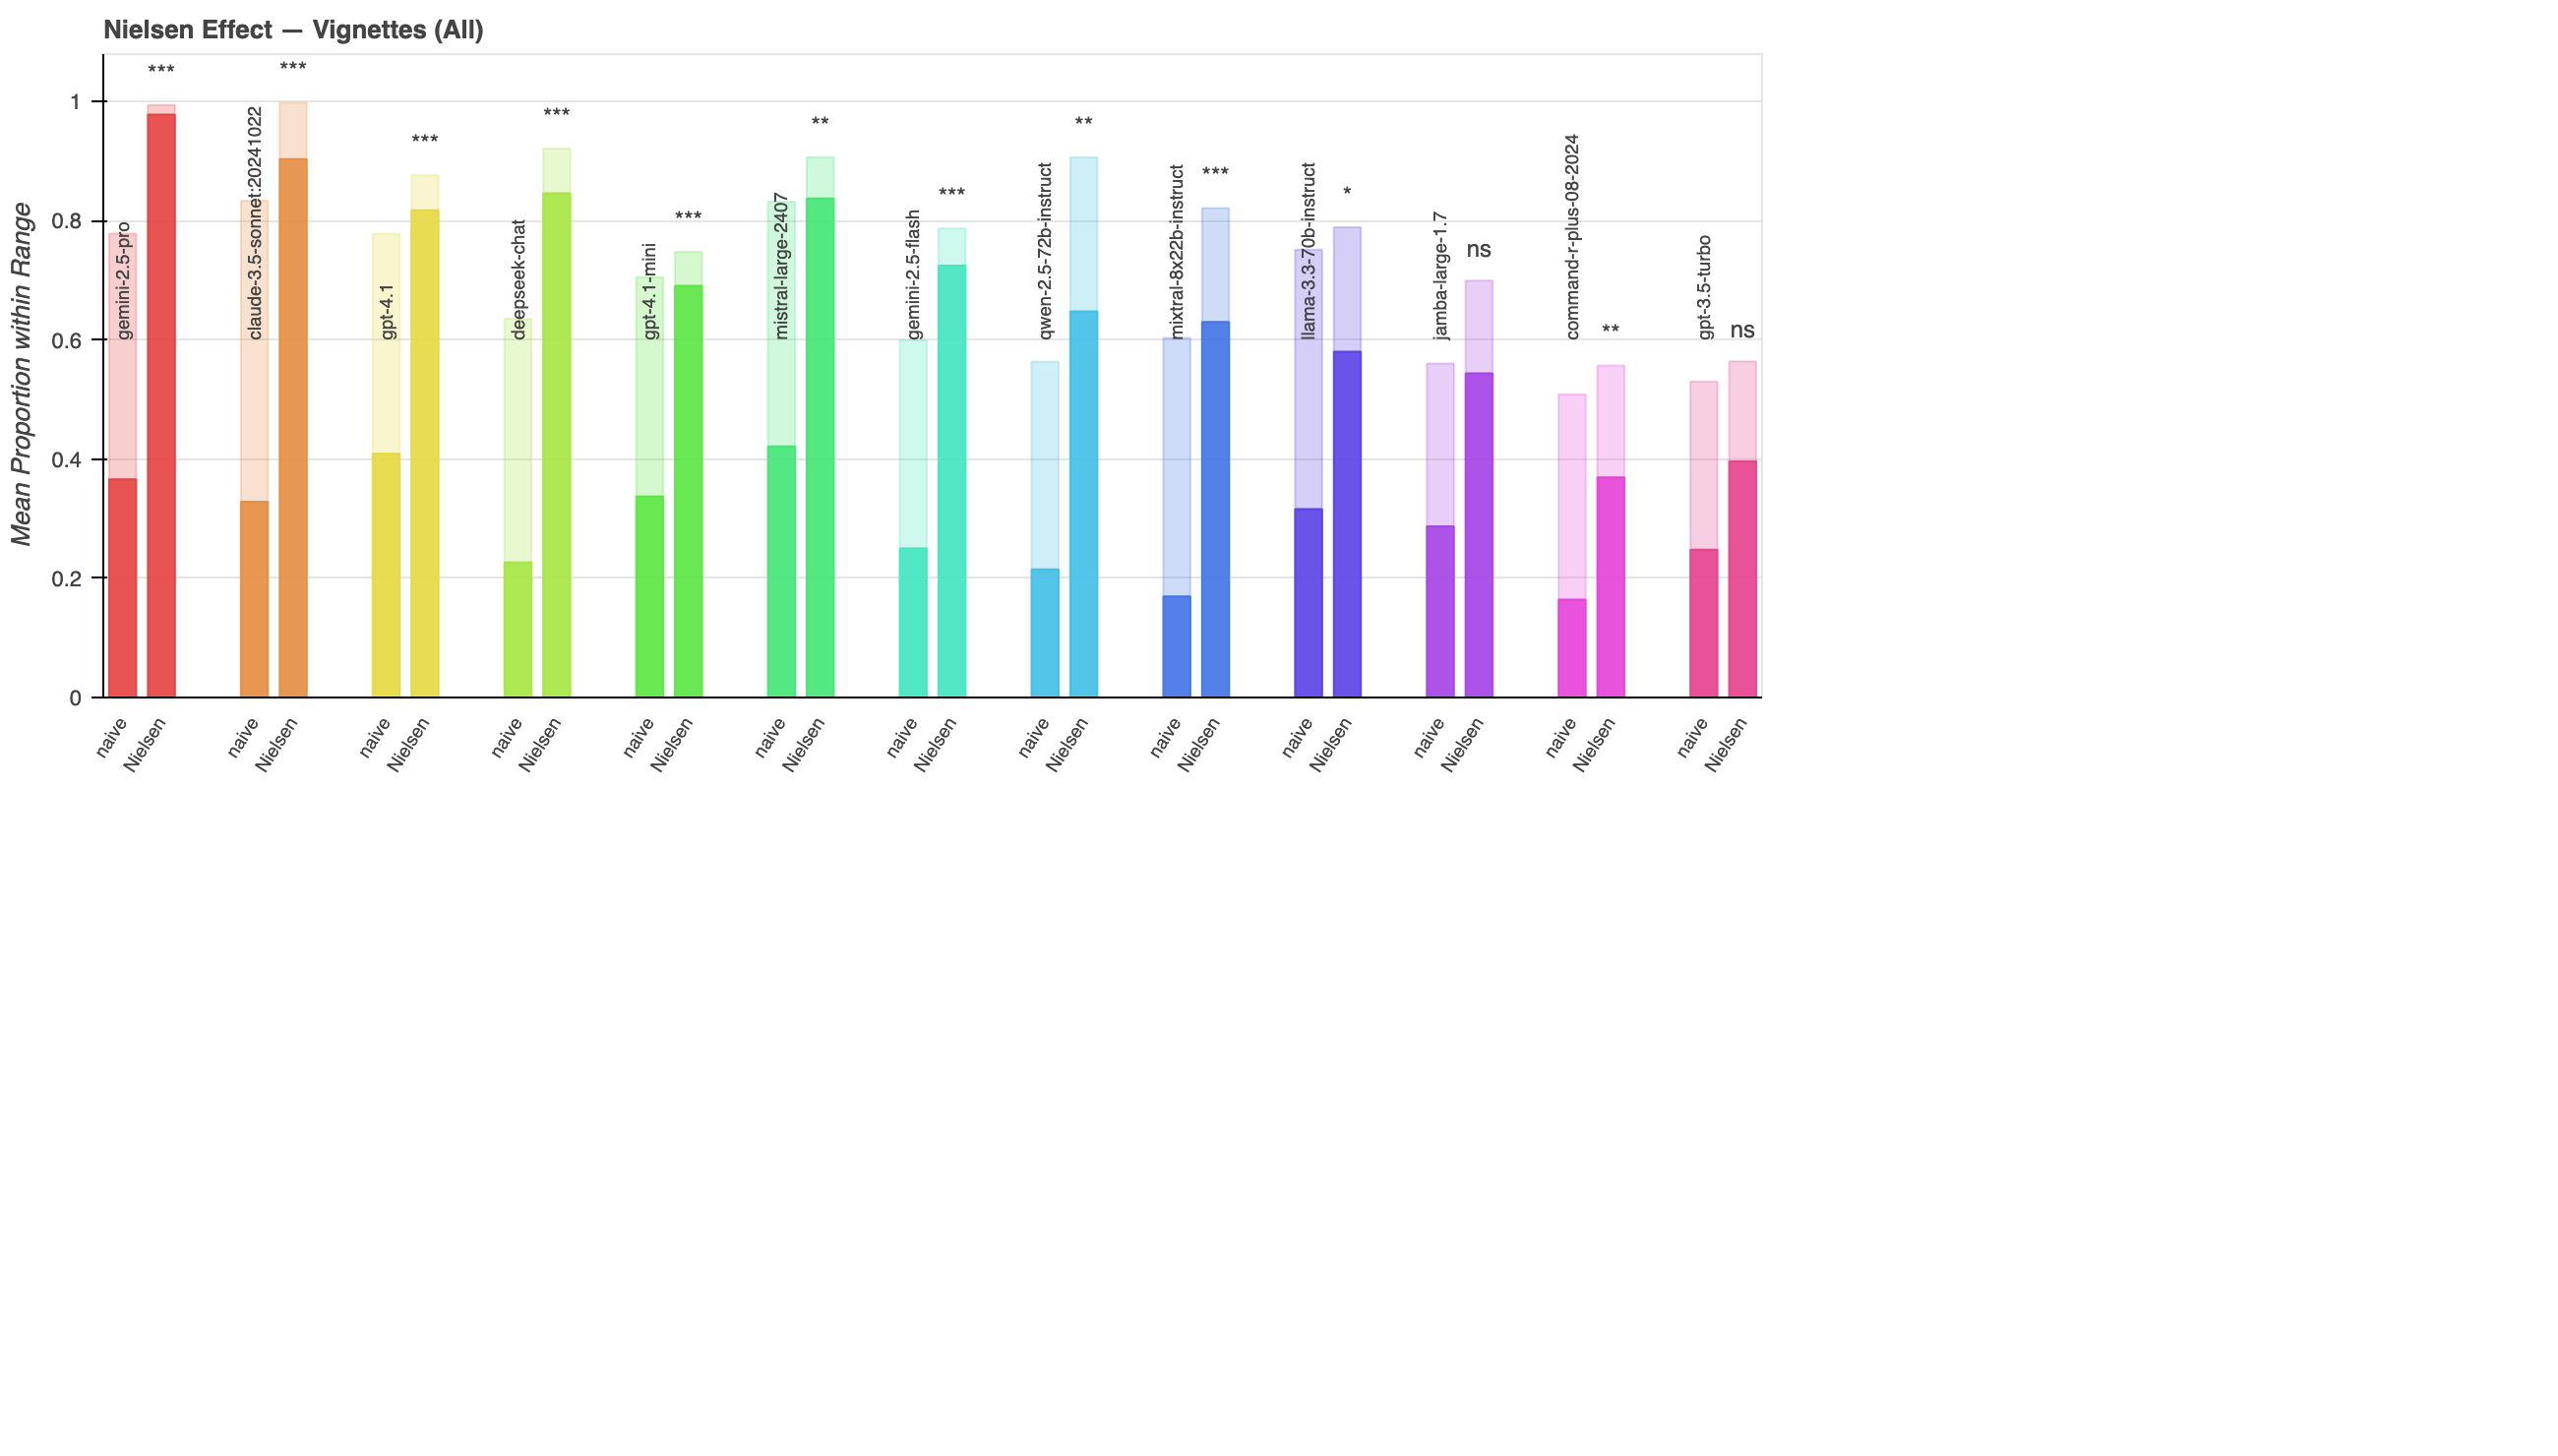 Nielsen Effect — Vignettes (All)
Mean Proportion within Range
1
0.8
0.6
0.4
0.2
0
***
***
***
***
***
**
***
**
***
*
ns
**
ns
gemini-2.5-pro
claude-3.5-sonnet:20241022
gpt-4.1
deepseek-chat
gpt-4.1-mini
mistral-large-2407
gemini-2.5-flash
qwen-2.5-72b-instruct
mixtral-8x22b-instruct
llama-3.3-70b-instruct
jamba-large-1.7
command-r-plus-08-2024
gpt-3.5-turbo
naive
Nielsen
naive
Nielsen
naive
Nielsen
naive
Nielsen
naive
Nielsen
naive
Nielsen
naive
Nielsen
naive
Nielsen
naive
Nielsen
naive
Nielsen
naive
Nielsen
naive
Nielsen
naive
Nielsen